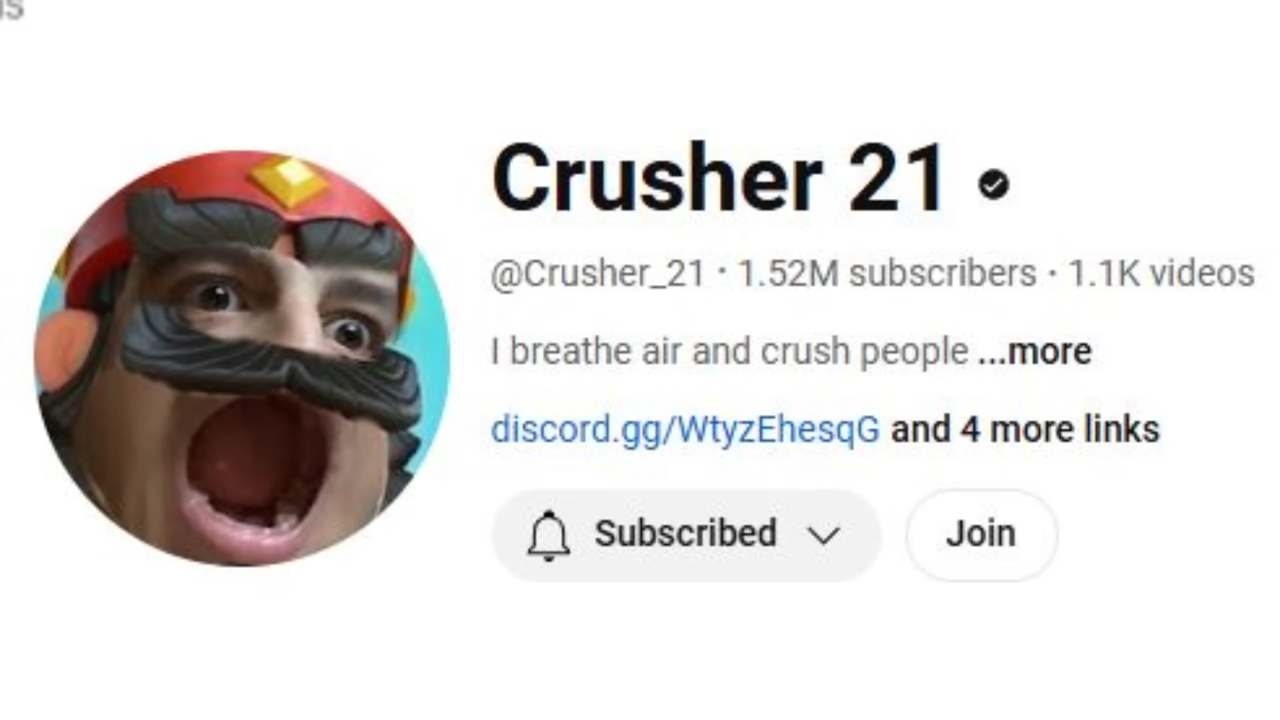 Crusher 21
@Crusher_21 · 1.52M subscribers · 1.1K videos
I breathe air and crush people ...more
discord.gg/WtyzEhesqG and 4 more links
Subscribed
Join